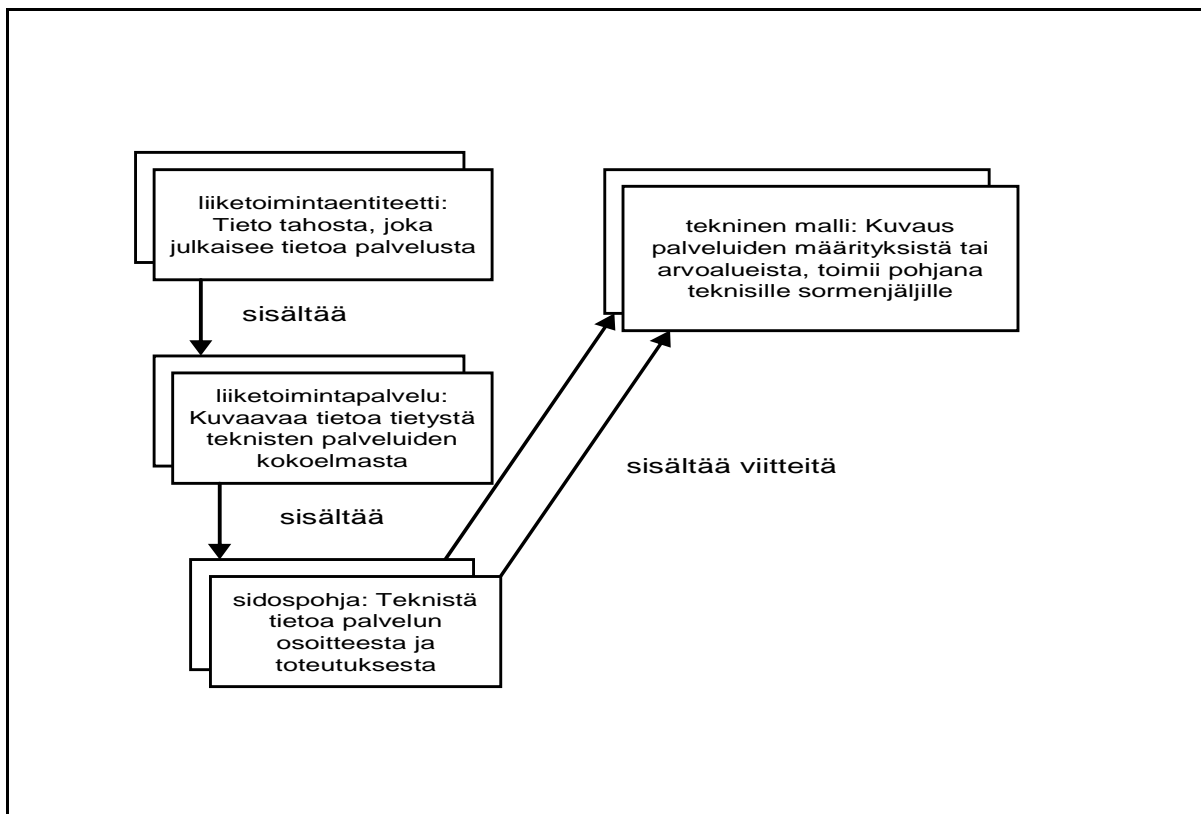 liiketoimintaentiteetti:
Tieto tahosta, joka
julkaisee tietoa palvelusta
sisältää
liiketoimintapalvelu:
Kuvaavaa tietoa tietystä
teknisten palveluiden
kokoelmasta
sisältää
sidospohja: Teknistä
tietoa palvelun
osoitteesta ja
toteutuksesta
tekninen malli: Kuvaus
palveluiden määrityksistä tai
arvoalueista, toimii pohjana
teknisille sormenjäljille
sisältää viitteitä